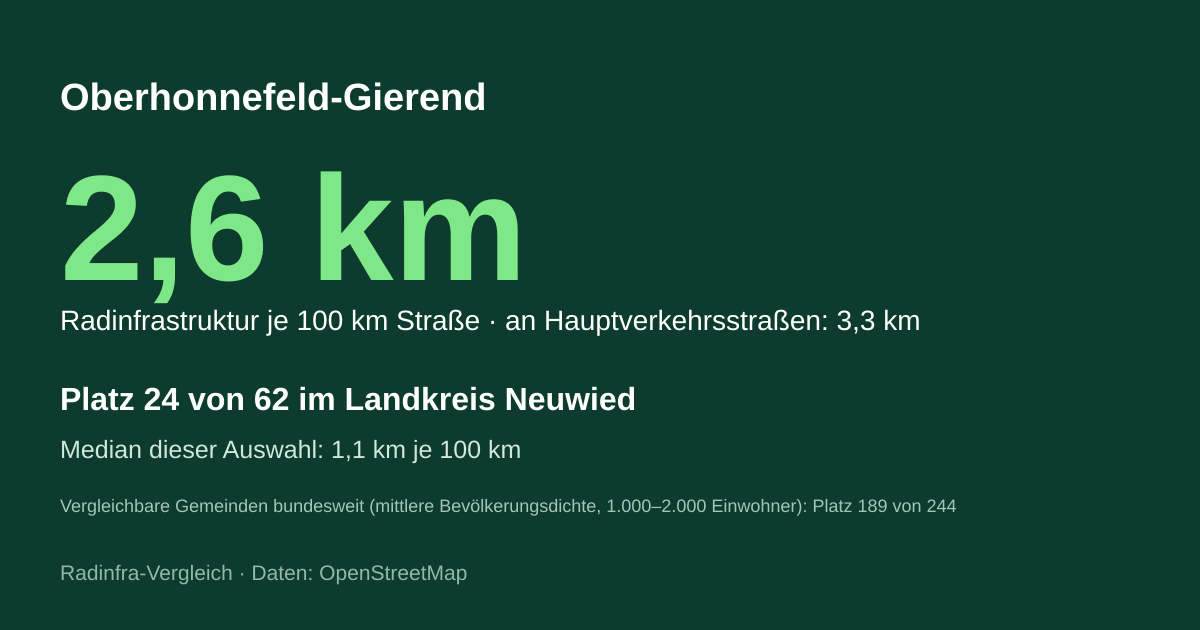 Oberhonnefeld-Gierend
2,6 km
Radinfrastruktur je 100 km Straße · an Hauptverkehrsstraßen: 3,3 km
Platz 24 von 62 im Landkreis Neuwied
Median dieser Auswahl: 1,1 km je 100 km
Vergleichbare Gemeinden bundesweit (mittlere Bevölkerungsdichte, 1.000–2.000 Einwohner): Platz 189 von 244
Radinfra-Vergleich · Daten: OpenStreetMap